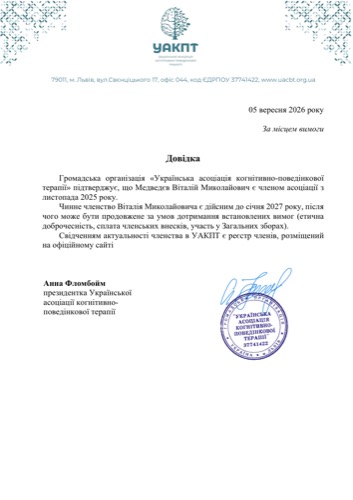 УАКПТ
79011, м. Львів, вул.Свєнціцького 17, офіс 044, код ЄДРПОУ 37741422, www.uacbt.org.ua
05 вересня 2026 року
За місцем вимоги
Довідка
Громадська організація «Українська асоціація когнітивно-поведінкової
терапії» підтверджує, що Медведєв Віталій Миколайович є членом асоціації з
листопада 2025 року.
Чинне членство Віталія Миколайовича є дійсним до січня 2027 року, після
чого може бути продовжене за умов дотримання встановлених вимог (етична
доброчесність, сплата членських внесків, участь у Загальних зборах).
Свідченням актуальності членства в УАКПТ є реєстр членів, розміщений
на офіційному сайті
Анна Фломбойм
президентка Української
асоціації когнітивно-
поведінкової терапії
"УКРАЇНСЬКА
АСОЦІАЦІЯ
КОГНІТИВНО-
ПОВЕДІНКОВОЇ
ТЕРАПІЇ"
37741422